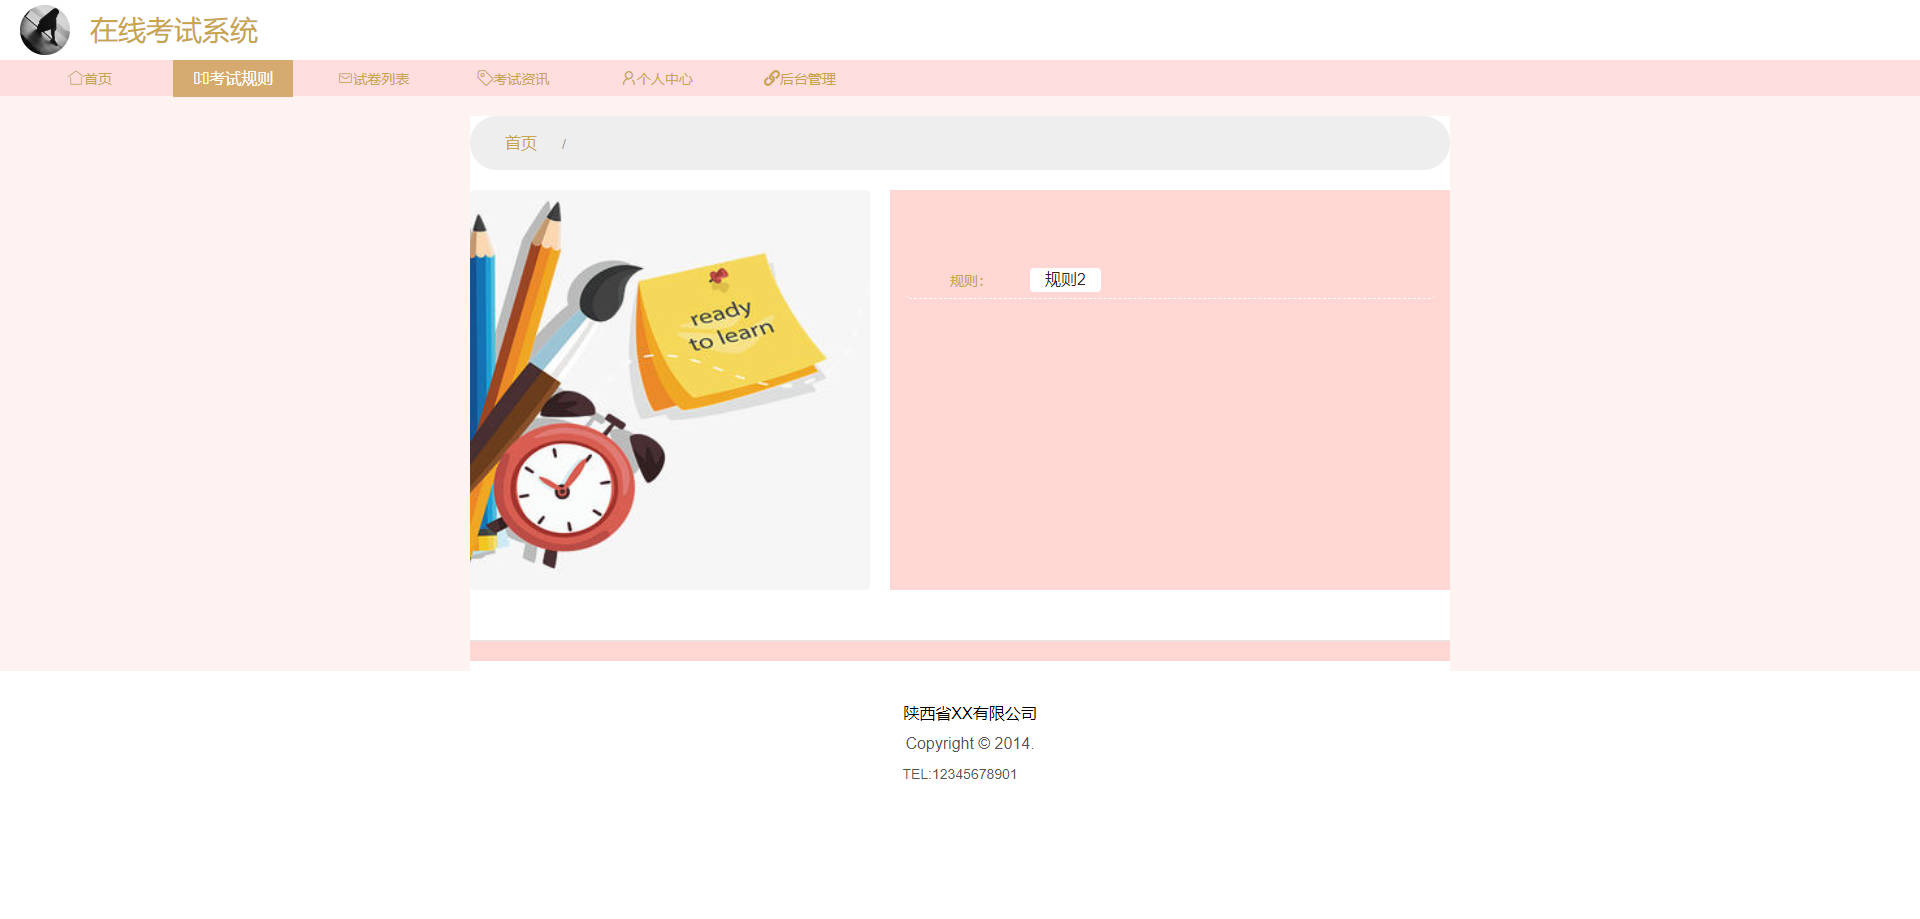 在线考试系统
首页 考试规则 试卷列表 考试资讯 个人中心 后台管理
首页 /
规则： 规则2
ready
to learn
陕西省XX有限公司
Copyright © 2014.
TEL:12345678901